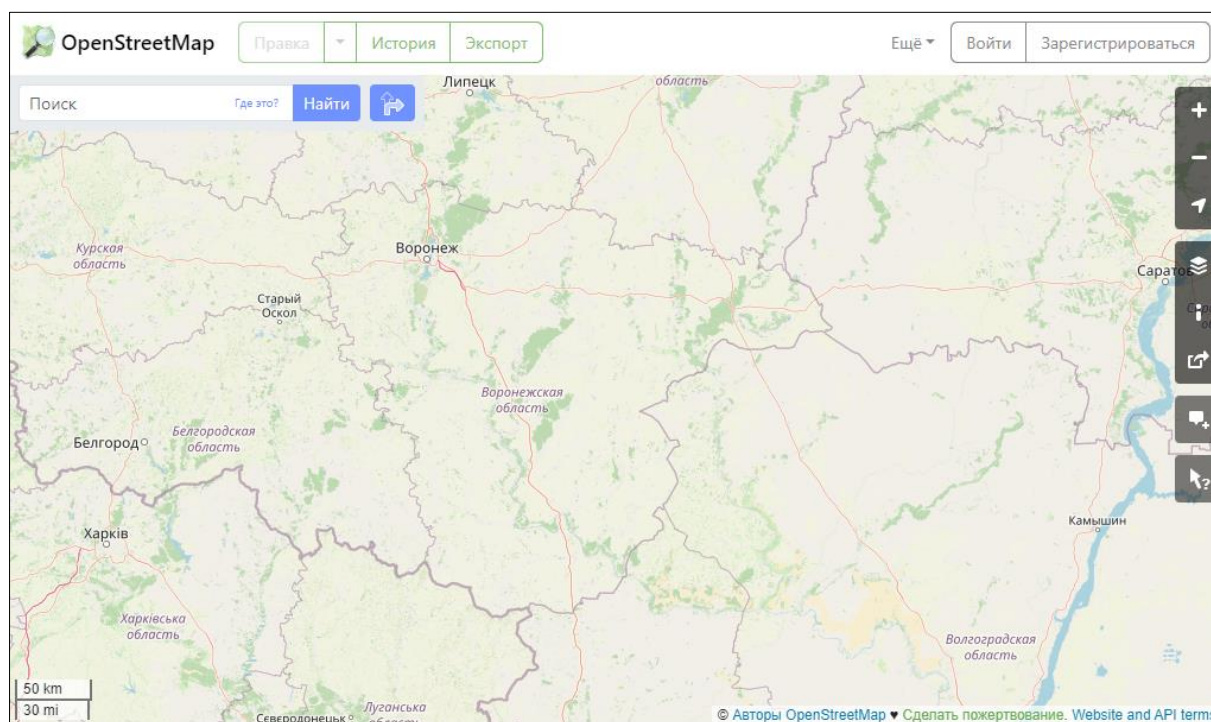 OpenStreetMap
Правка
История
Экспорт
Ещё
Войти
Зарегистрироваться
Поиск
Где это?
Найти
Липецк
область
Воронеж
Курская
область
Саратов
Старый
Оскол
Воронежская
область
Белгород
Белгородская
область
Харків
Камышин
Харківська
область
Волгоградская
область
50 km
30 mi
Луганська
Сєвєродонецьк
© Авторы OpenStreetMap ♥ Сделать пожертвование. Website and API terms